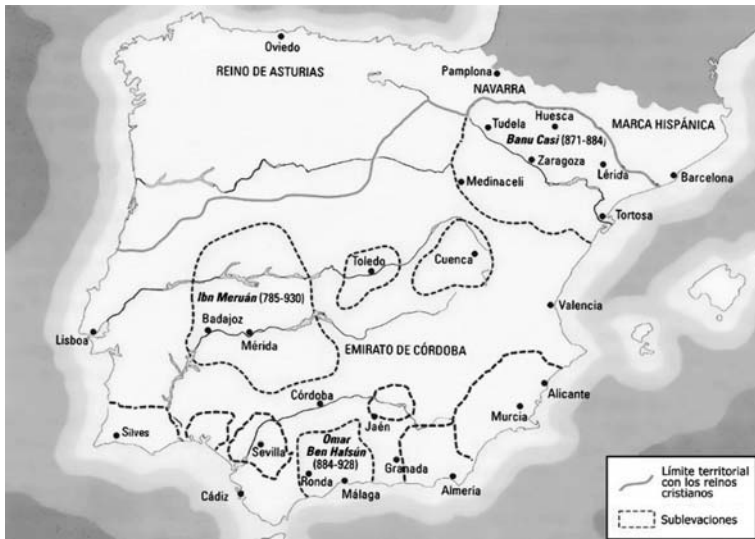 Oviedo
REINO DE ASTURIAS
Pamplona
NAVARRA
Huesca
MARCA HISPÁNICA
Tudela
Banu Casi (871-884)
Zaragoza
Lérida
Medinaceli
Barcelona
Tortosa
Toledo
Cuenca
Ibn Meruán (785-930)
Valencia
Badajoz
Lisboa
Mérida
EMIRATO DE CÓRDOBA
Alicante
Córdoba
Murcia
Silves
Jaén
Sevilla
Omar
Ben Hafsún
(884-928)
Granada
Ronda
Cádiz
Málaga
Almería
Límite territorial
con los reinos
cristianos
Sublevaciones